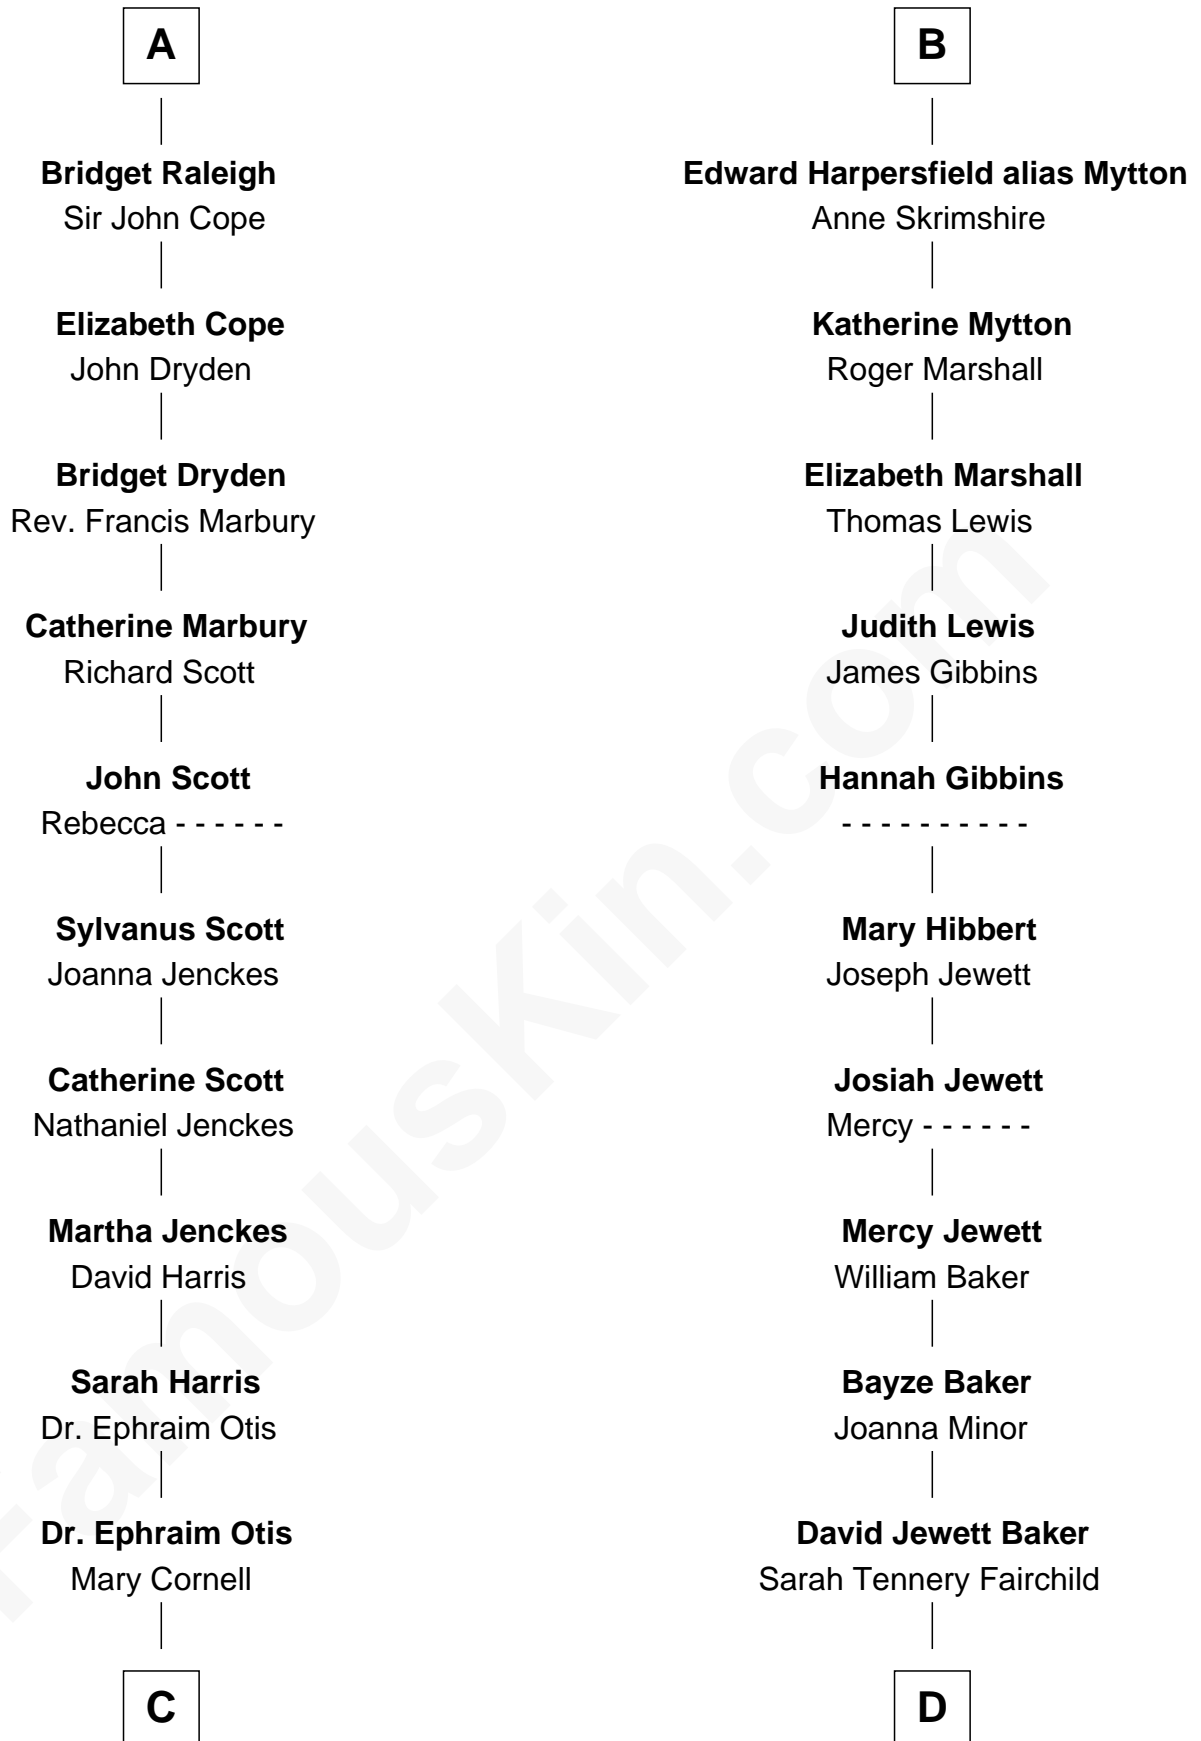 A
Bridget Raleigh
Sir John Cope
Elizabeth Cope
John Dryden
Bridget Dryden
Rev. Francis Marbury
Catherine Marbury
Richard Scott
John Scott
Rebecca - - - - - -
Sylvanus Scott
Joanna Jenckes
Catherine Scott
Nathaniel Jenckes
Martha Jenckes
David Harris
Sarah Harris
Dr. Ephraim Otis
Dr. Ephraim Otis
Mary Cornell
C
B
Edward Harpersfield alias Mytton
Anne Skrimshire
Katherine Mytton
Roger Marshall
Elizabeth Marshall
Thomas Lewis
Judith Lewis
James Gibbins
Hannah Gibbins
- - - - - - - - - -
Mary Hibbert
Joseph Jewett
Josiah Jewett
Mercy - - - - - -
Mercy Jewett
William Baker
Bayze Baker
Joanna Minor
David Jewett Baker
Sarah Tennery Fairchild
D
FamousKin.com